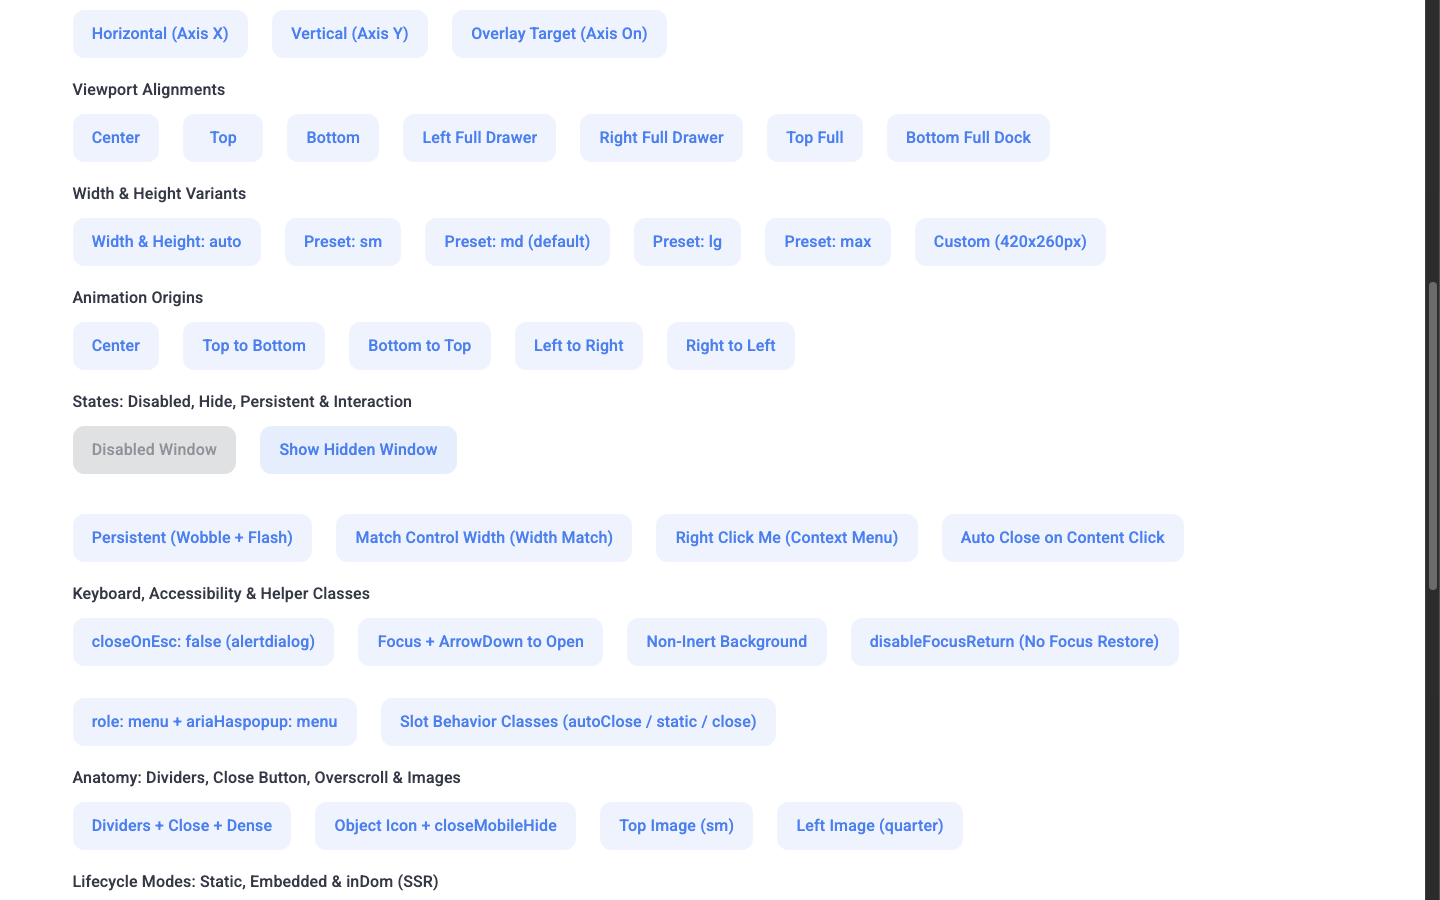 Horizontal (Axis X) Vertical (Axis Y) Overlay Target (Axis On)
Viewport Alignments
Center Top Bottom Left Full Drawer Right Full Drawer Top Full Bottom Full Dock
Width & Height Variants
Width & Height: auto Preset: sm Preset: md (default) Preset: lg Preset: max Custom (420x260px)
Animation Origins
Center Top to Bottom Bottom to Top Left to Right Right to Left
States: Disabled, Hide, Persistent & Interaction
Disabled Window Show Hidden Window
Persistent (Wobble + Flash) Match Control Width (Width Match) Right Click Me (Context Menu) Auto Close on Content Click
Keyboard, Accessibility & Helper Classes
closeOnEsc: false (alertdialog) Focus + ArrowDown to Open Non-Inert Background disableFocusReturn (No Focus Restore)
role: menu + ariaHaspopup: menu Slot Behavior Classes (autoClose / static / close)
Anatomy: Dividers, Close Button, Overscroll & Images
Dividers + Close + Dense Object Icon + closeMobileHide Top Image (sm) Left Image (quarter)
Lifecycle Modes: Static, Embedded & inDom (SSR)